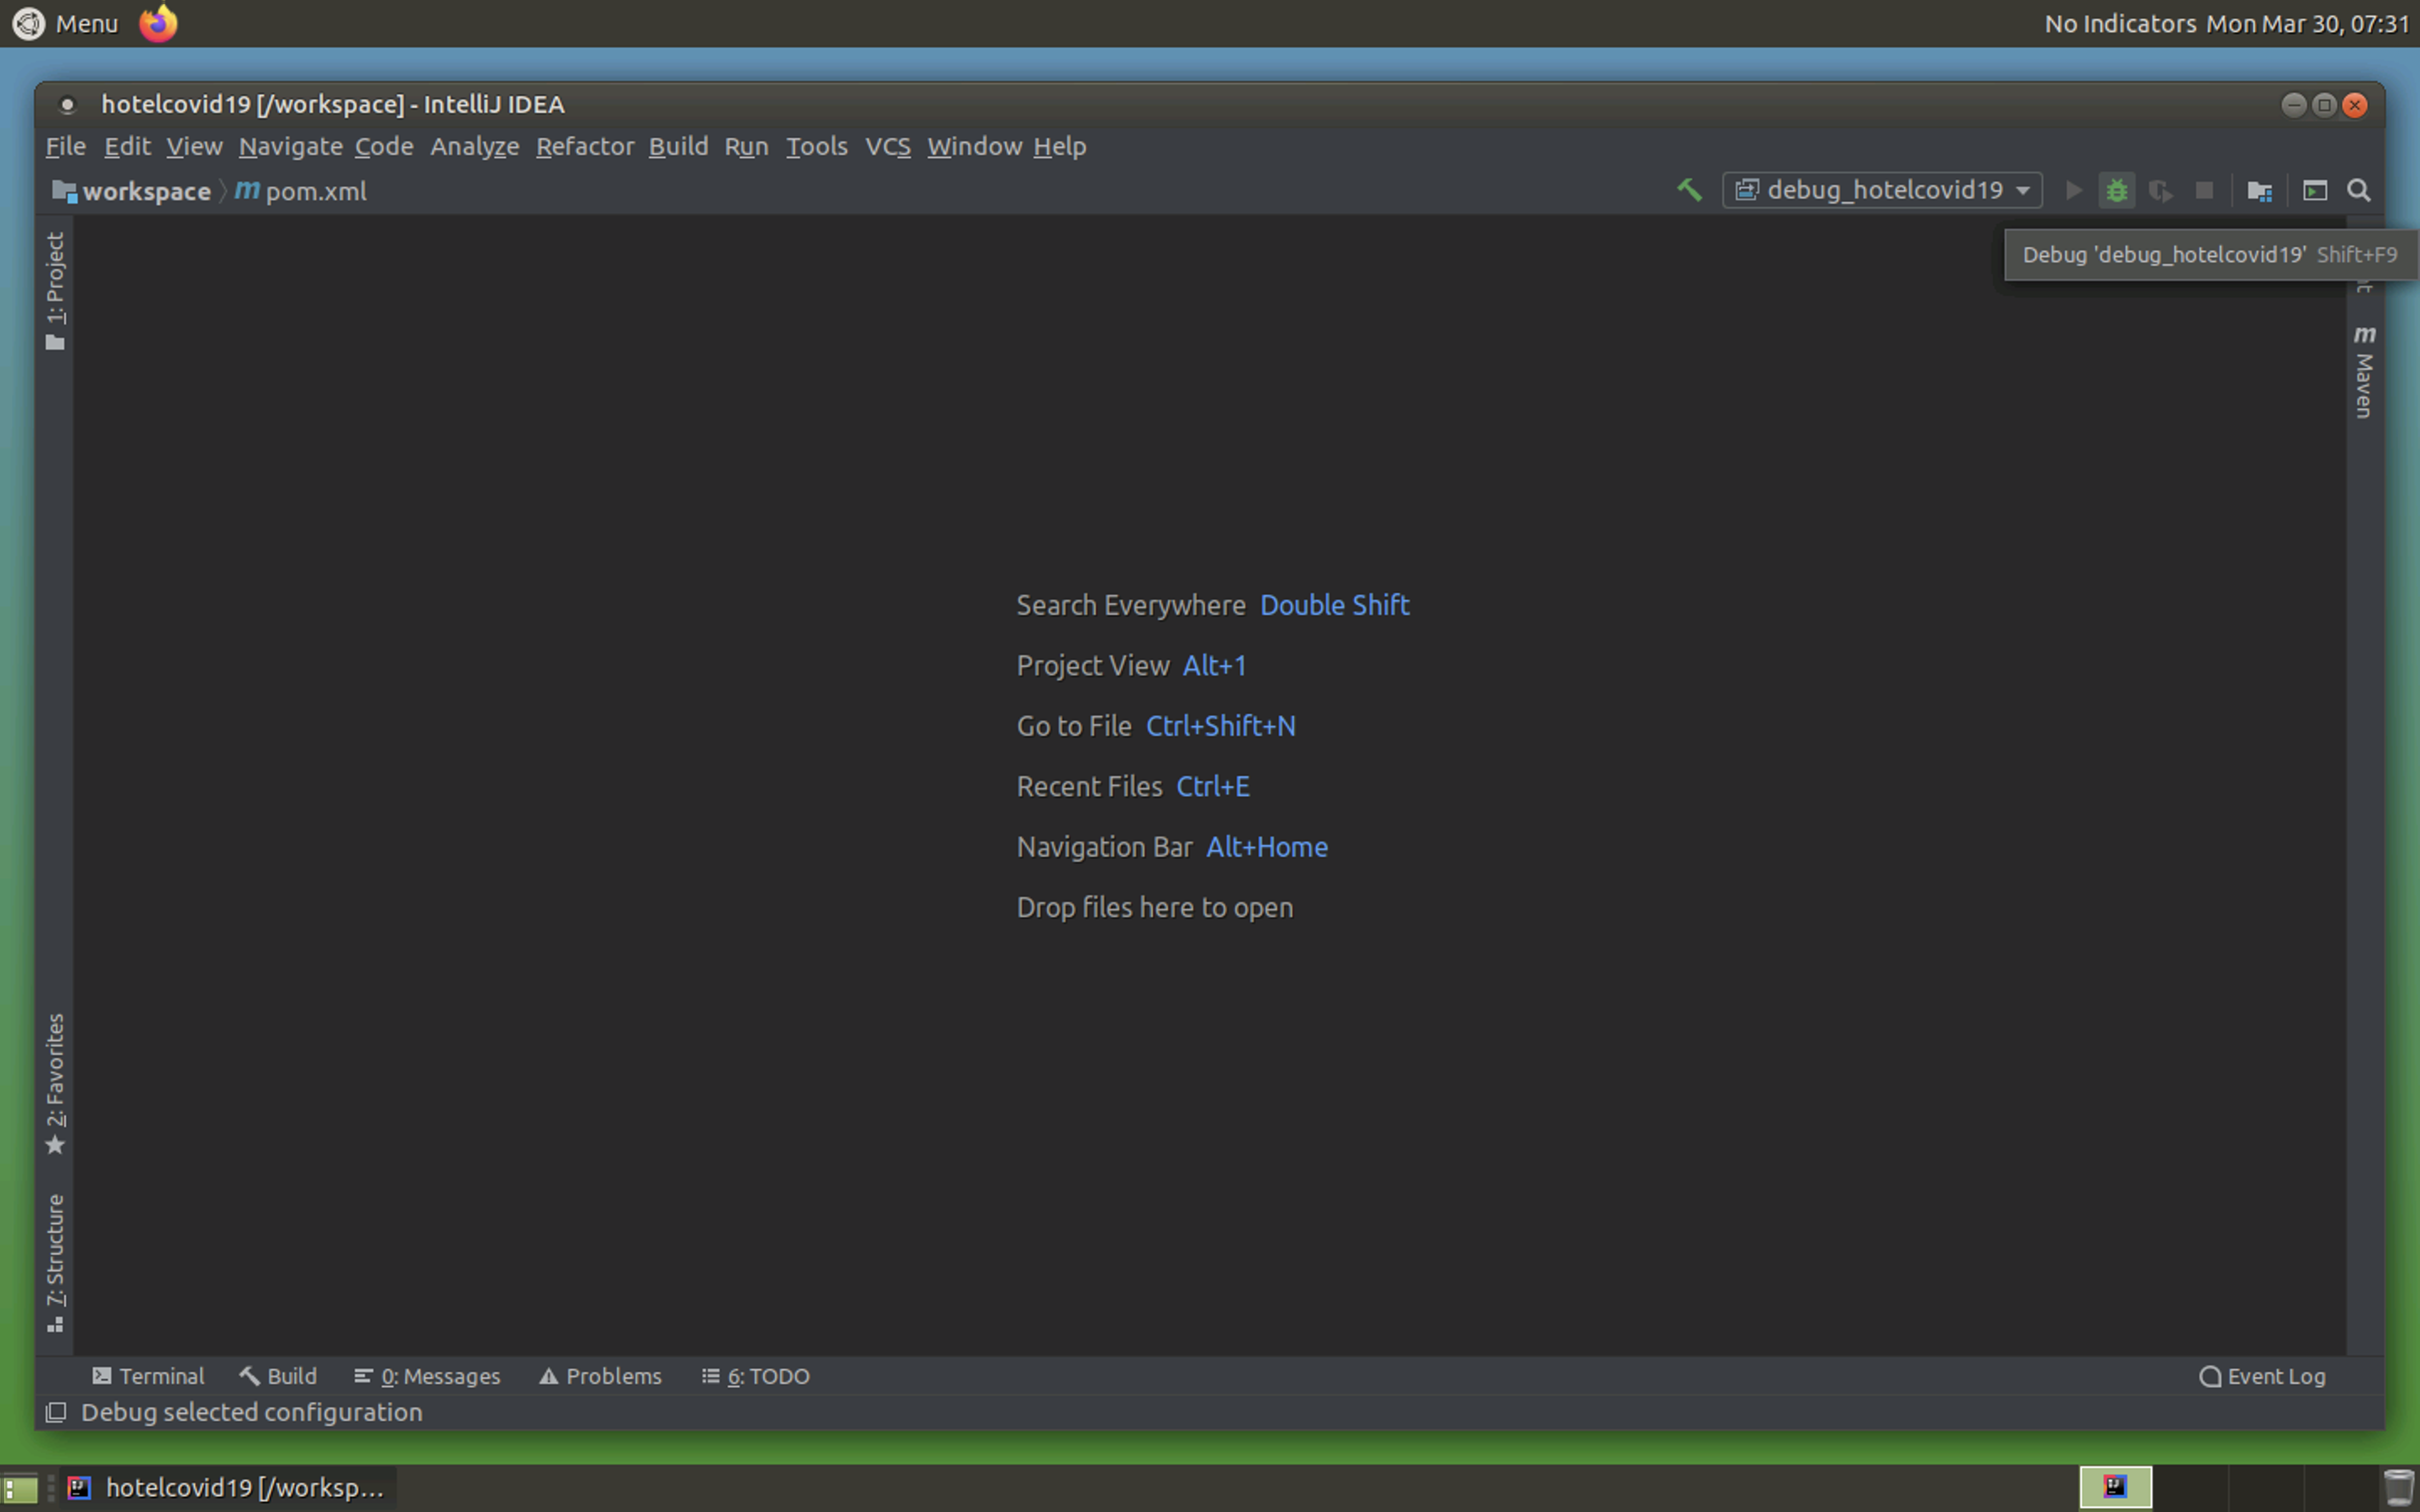 Menu
No Indicators Mon Mar 30, 07:31
hotelcovid19 [/workspace] - IntelliJ IDEA
File Edit View Navigate Code Analyze Refactor Build Run Tools VCS Window Help
workspace m pom.xml
debug_hotelcovid19
Debug 'debug_hotelcovid19' Shift+F9
1: Project
m Maven
Search Everywhere Double Shift
Project View Alt+1
Go to File Ctrl+Shift+N
Recent Files Ctrl+E
Navigation Bar Alt+Home
Drop files here to open
2: Favorites
7: Structure
Terminal Build 0: Messages Problems 6: TODO
Event Log
Debug selected configuration
hotelcovid19 [/worksp...